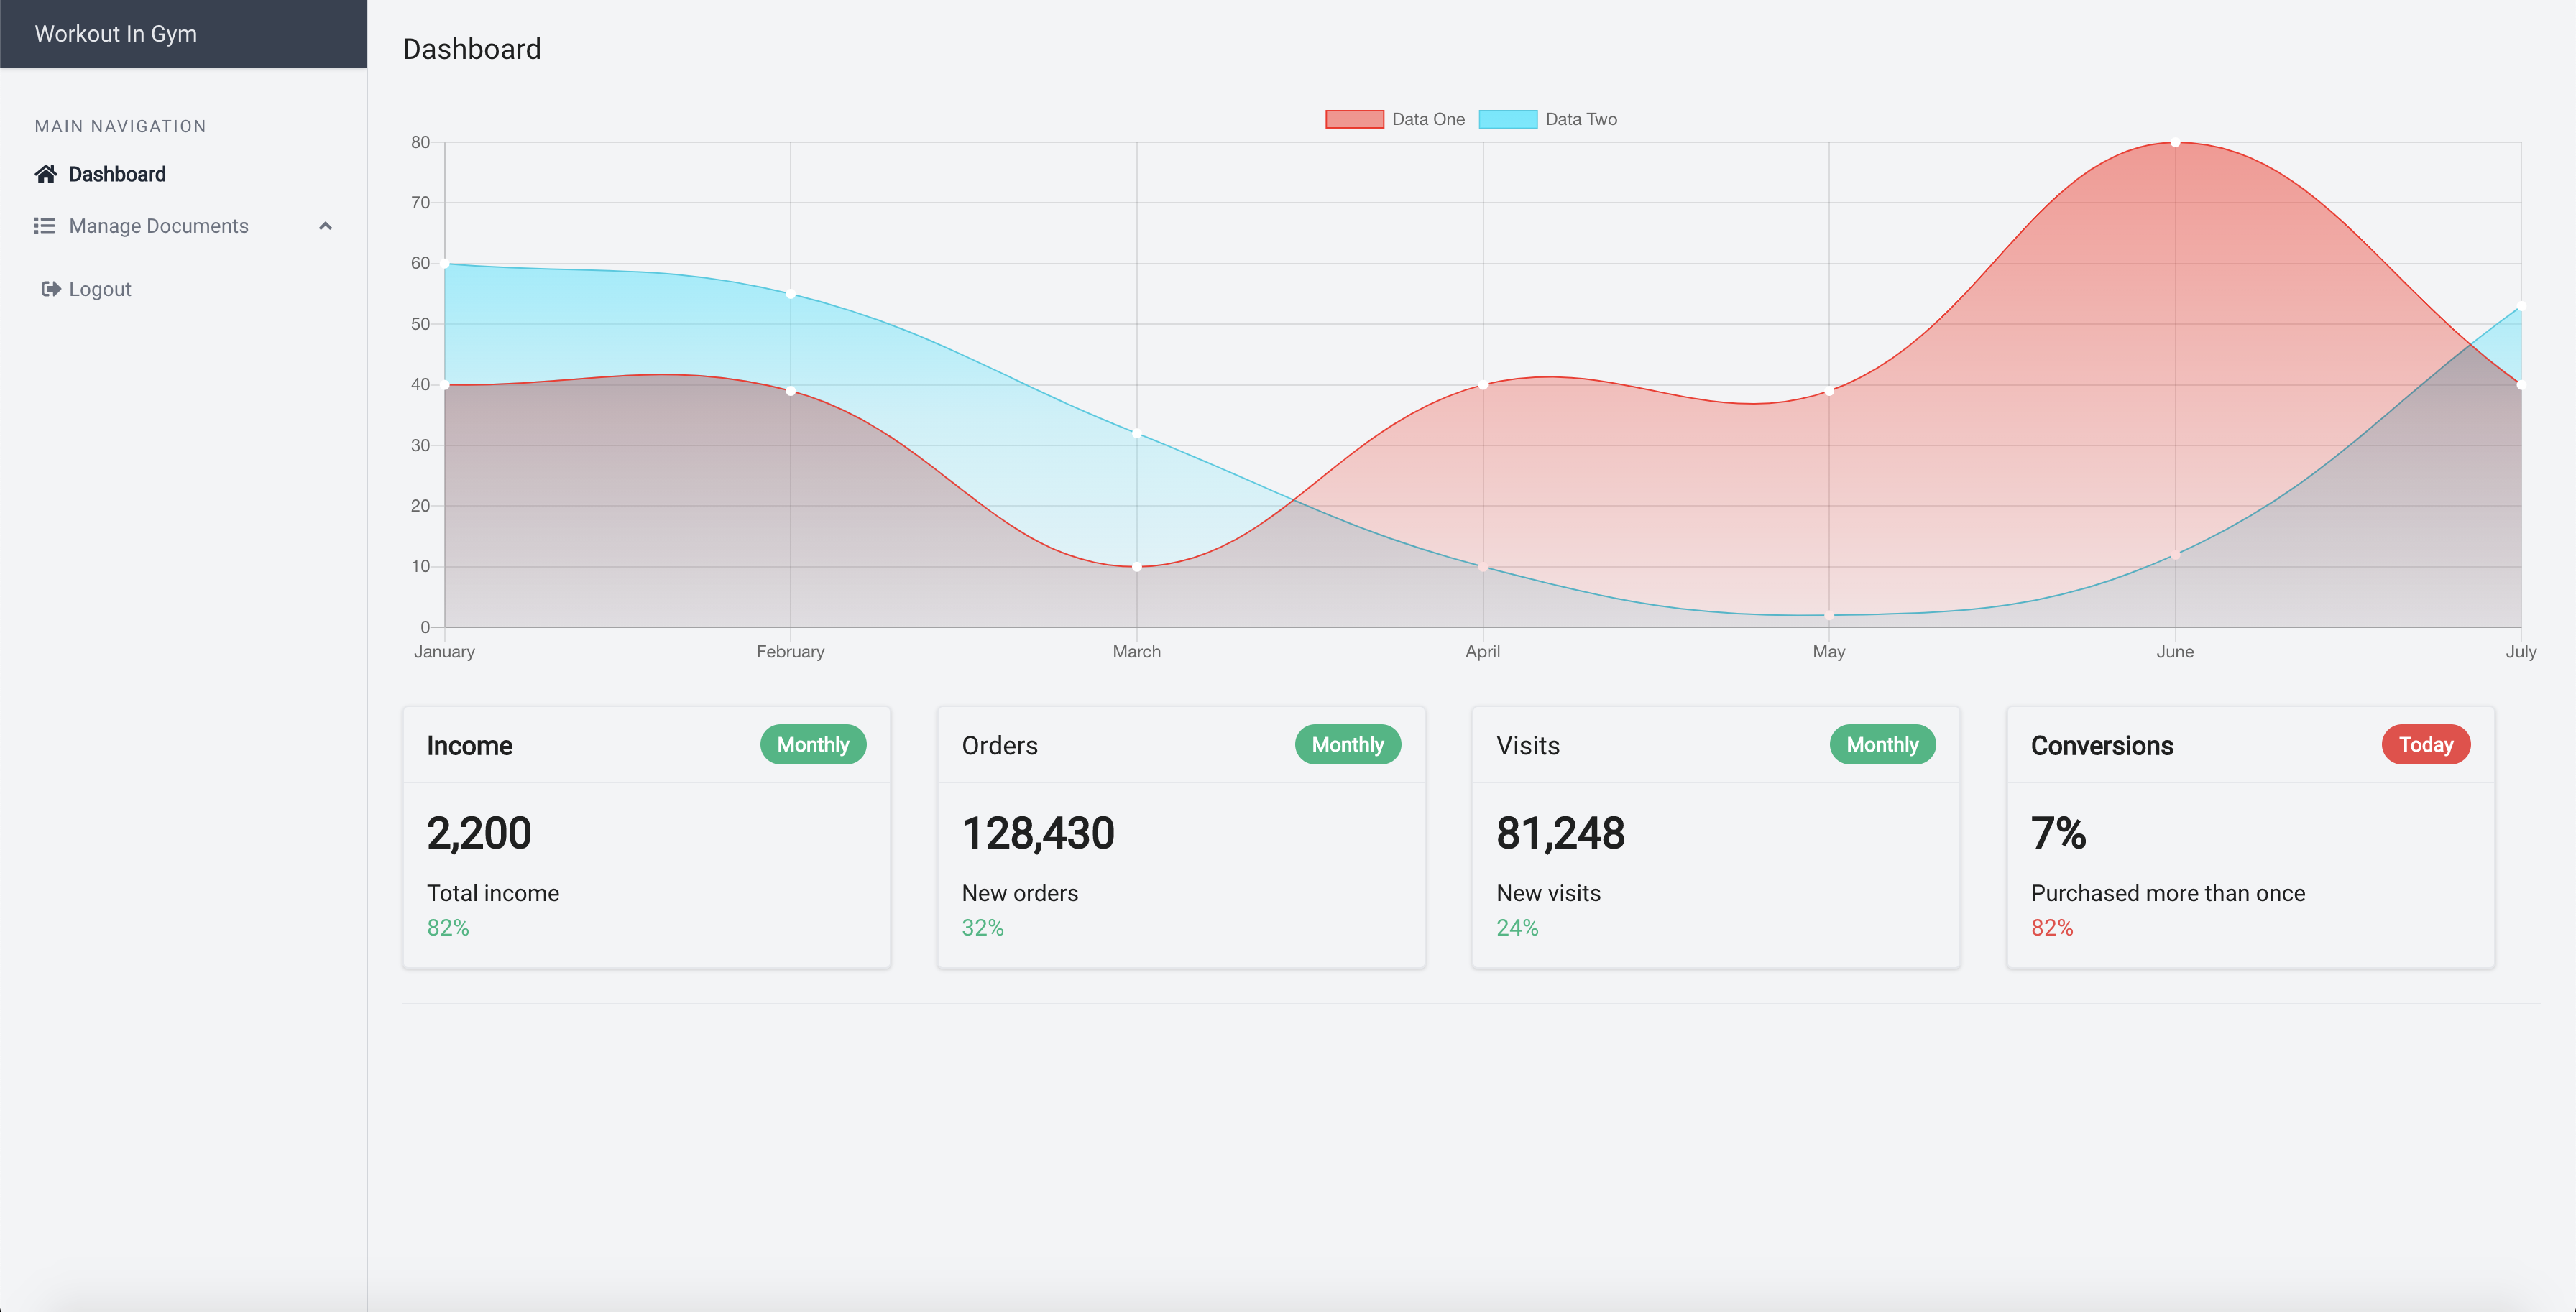 Workout In Gym
MAIN NAVIGATION
Dashboard
Manage Documents
Logout
Dashboard
Data One
Data Two
80
70
60
50
40
30
20
10
0
January
February
March
April
May
June
July
Income
Monthly
2,200
Total income
82%
Orders
Monthly
128,430
New orders
32%
Visits
Monthly
81,248
New visits
24%
Conversions
Today
7%
Purchased more than once
82%